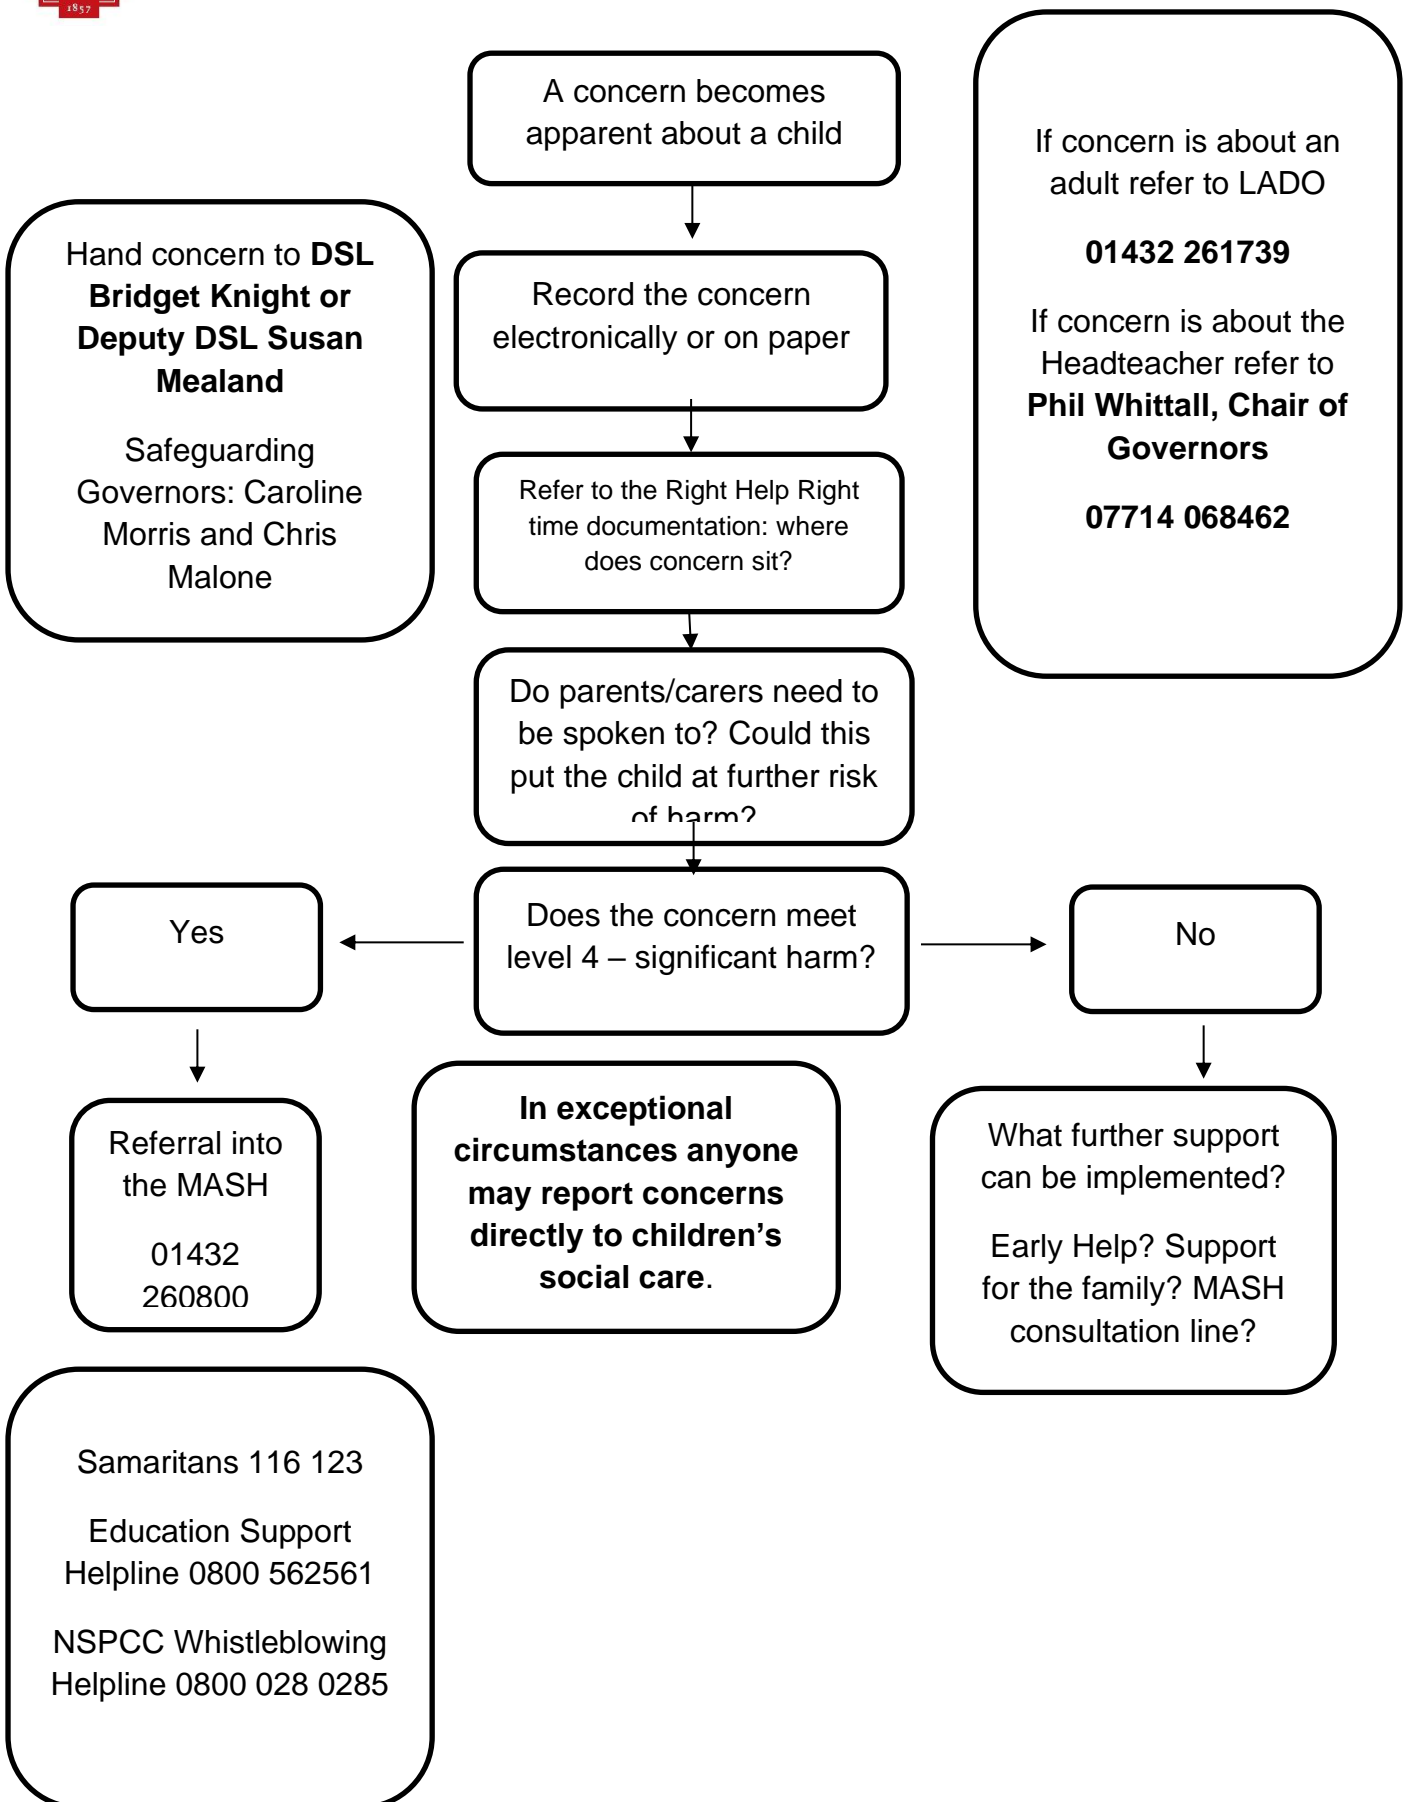 1857
A concern becomes
apparent about a child
If concern is about an
adult refer to LADO
01432 261739
If concern is about the
Headteacher refer to
Phil Whittall, Chair of
Governors
07714 068462
Hand concern to DSL
Bridget Knight or
Deputy DSL Susan
Mealand
Safeguarding
Governors: Caroline
Morris and Chris
Malone
Record the concern
electronically or on paper
Refer to the Right Help Right
time documentation: where
does concern sit?
Do parents/carers need to
be spoken to? Could this
put the child at further risk
of harm?
Does the concern meet
level 4 – significant harm?
Yes
No
Referral into
the MASH
01432
260800
In exceptional
circumstances anyone
may report concerns
directly to children’s
social care.
What further support
can be implemented?
Early Help? Support
for the family? MASH
consultation line?
Samaritans 116 123
Education Support
Helpline 0800 562561
NSPCC Whistleblowing
Helpline 0800 028 0285